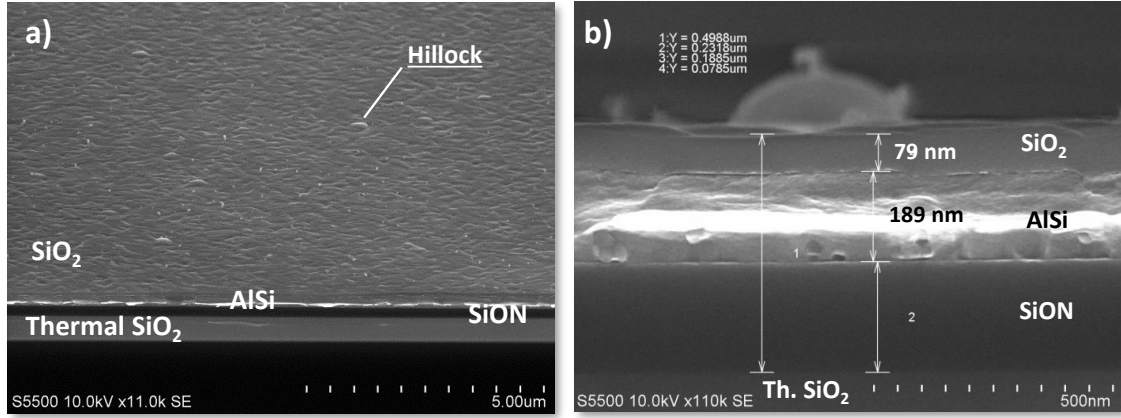 a)
Hillock
SiO₂
AlSi
SiON
Thermal SiO₂
S5500 10.0kV x11.0k SE
5.00um
b)
1:Y = 0.4988um
2:Y = 0.2318um
3:Y = 0.1885um
4:Y = 0.0785um
SiO₂
79 nm
189 nm
AlSi
1
SiON
2
Th. SiO₂
S5500 10.0kV x110k SE
500nm